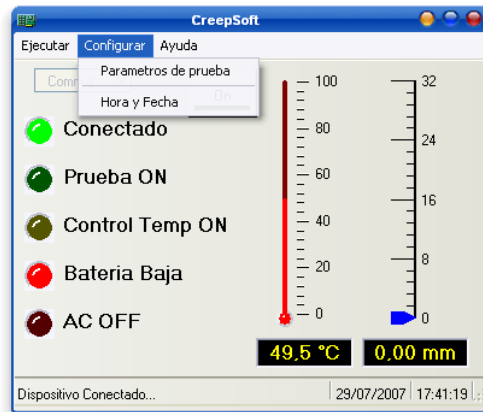 CreepSoft
Ejecutar Configurar Ayuda
Parametros de prueba
Hora y Fecha
On
Conectado
Prueba ON
Control Temp ON
Bateria Baja
AC OFF
100
80
60
40
20
0
32
24
16
8
0
49,5 °C
0,00 mm
Dispositivo Conectado...
29/07/2007
17:41:19